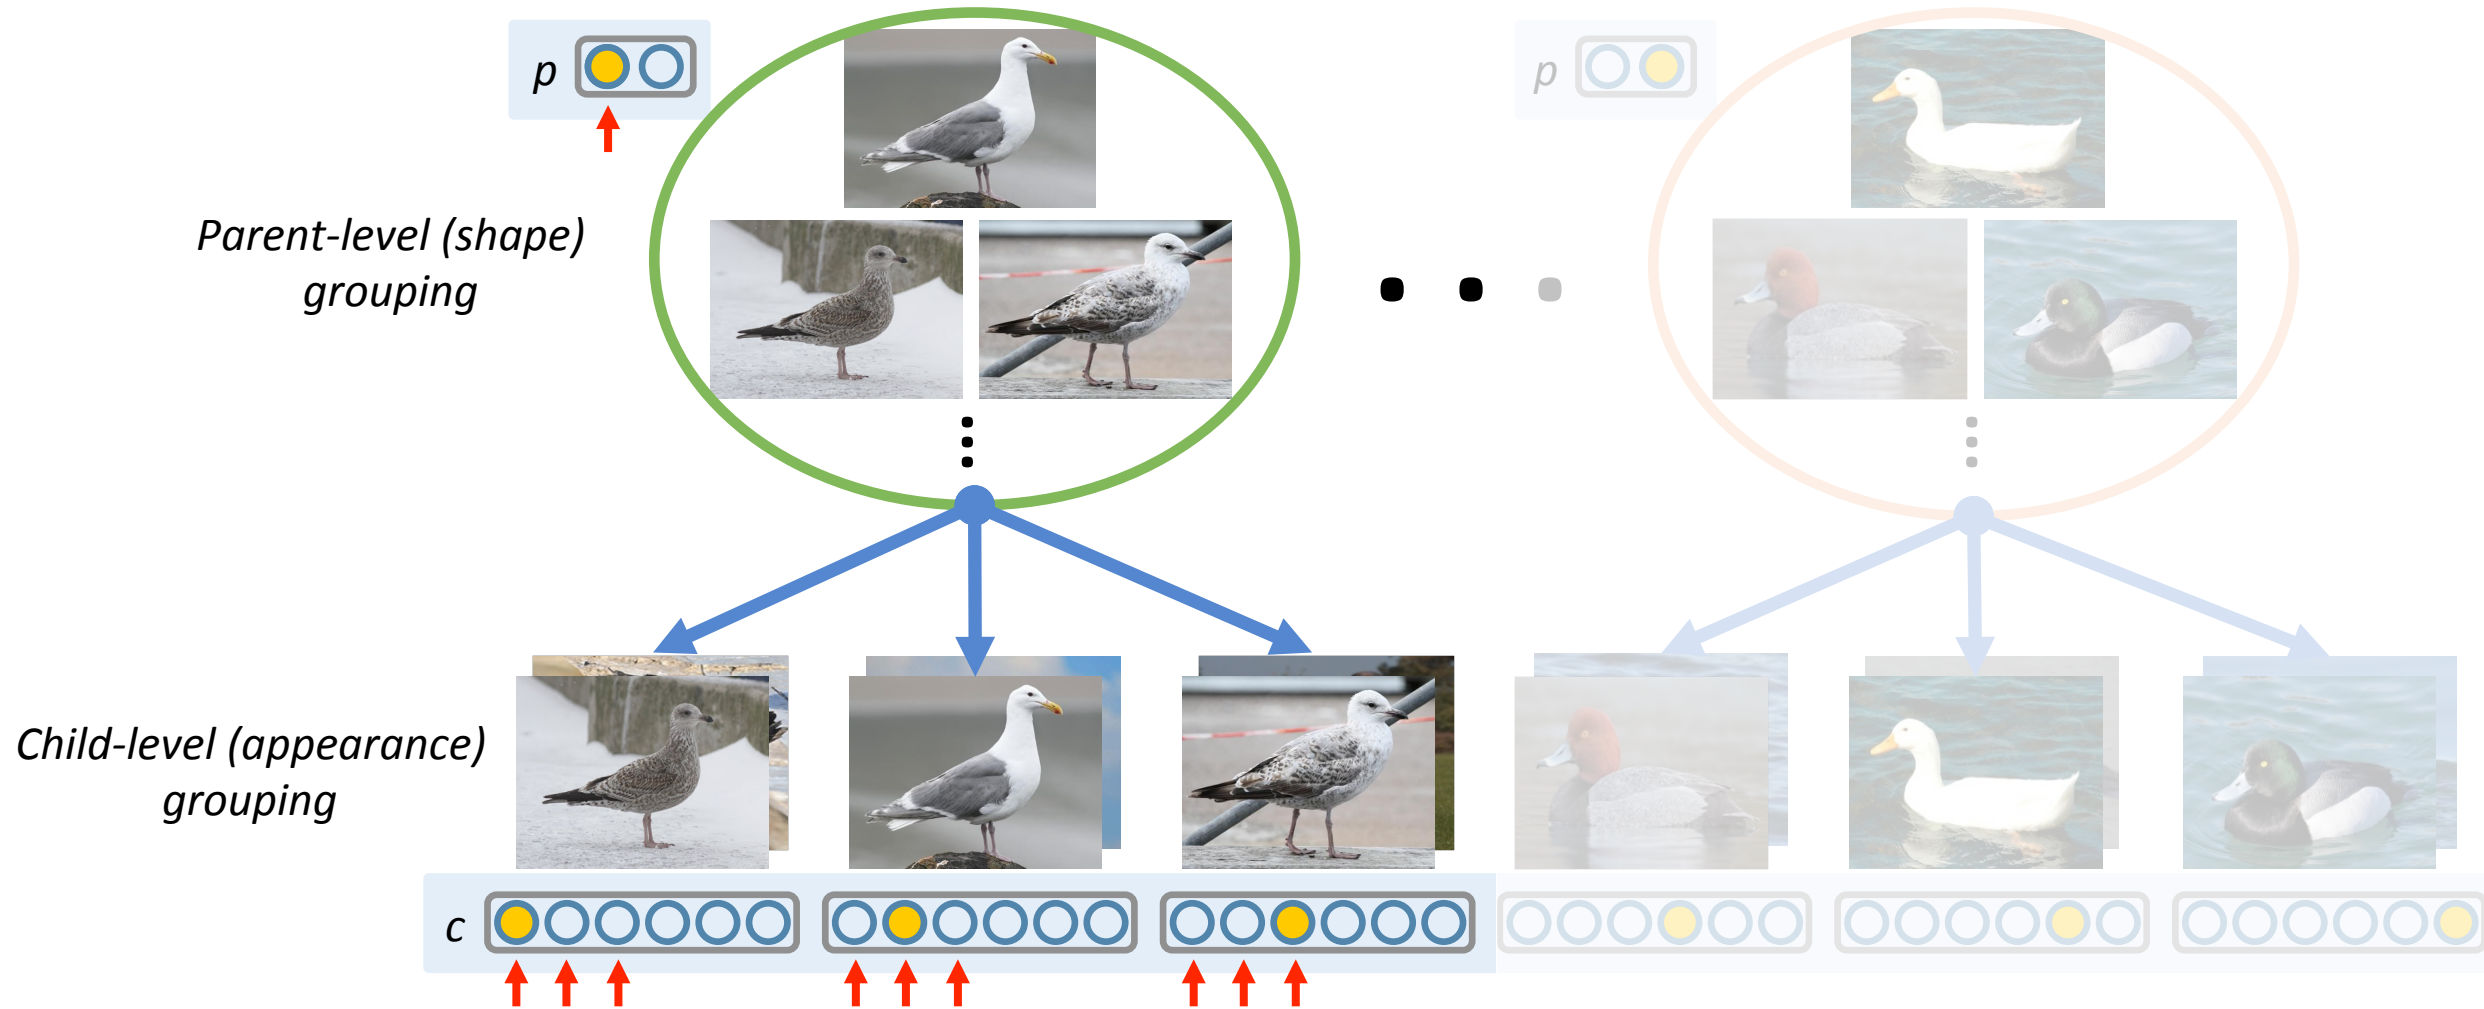 p
p
Parent-level (shape)
grouping
Child-level (appearance)
grouping
c